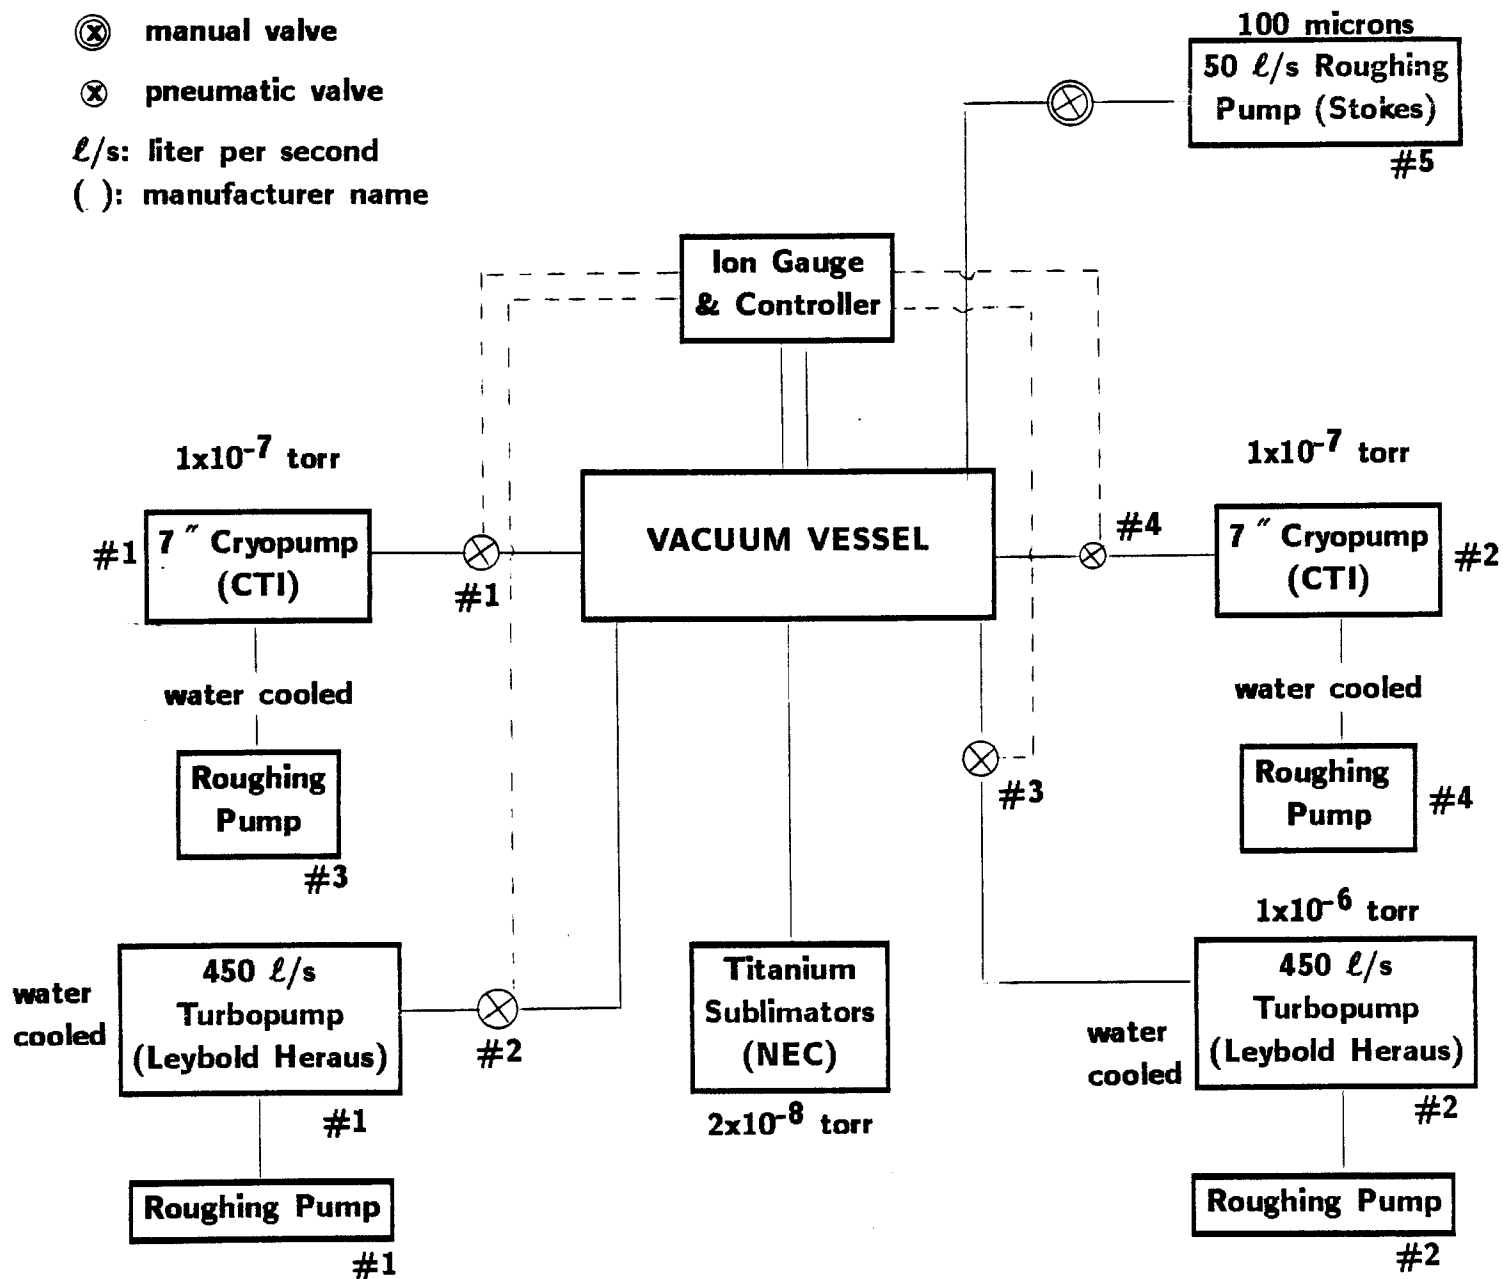 manual valve
pneumatic valve
ℓ/s: liter per second
( ): manufacturer name
100 microns
50 ℓ/s Roughing
Pump (Stokes)
#5
Ion Gauge
& Controller
1x10⁻⁷ torr
#1
7 ″ Cryopump
(CTI)
#1
VACUUM VESSEL
#4
1x10⁻⁷ torr
7 ″ Cryopump
(CTI)
#2
water cooled
Roughing
Pump
#3
#3
water cooled
Roughing
Pump
#4
water
cooled
450 ℓ/s
Turbopump
(Leybold Heraus)
#1
#2
Titanium
Sublimators
(NEC)
2x10⁻⁸ torr
1x10⁻⁶ torr
water
cooled
450 ℓ/s
Turbopump
(Leybold Heraus)
#2
Roughing Pump
#1
Roughing Pump
#2